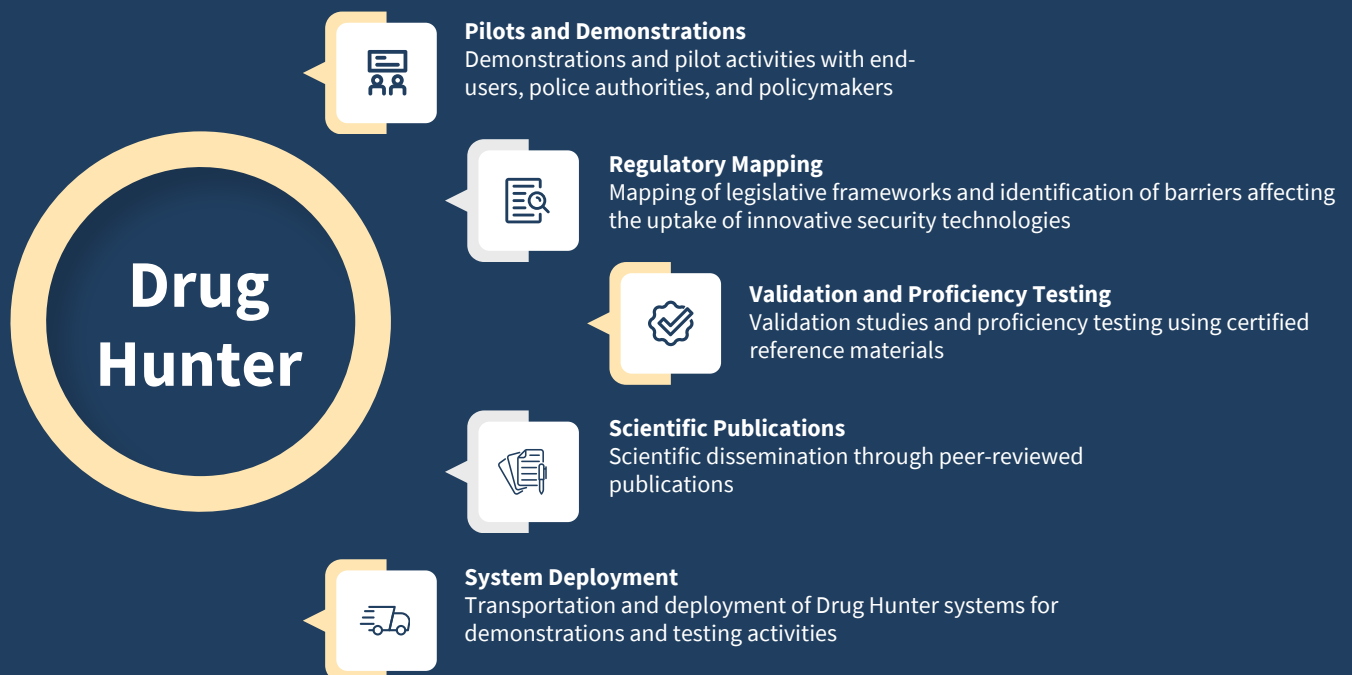 Drug
Hunter
Pilots and Demonstrations
Demonstrations and pilot activities with end-
users, police authorities, and policymakers
Regulatory Mapping
Mapping of legislative frameworks and identification of barriers affecting
the uptake of innovative security technologies
Validation and Proficiency Testing
Validation studies and proficiency testing using certified
reference materials
Scientific Publications
Scientific dissemination through peer-reviewed
publications
System Deployment
Transportation and deployment of Drug Hunter systems for
demonstrations and testing activities